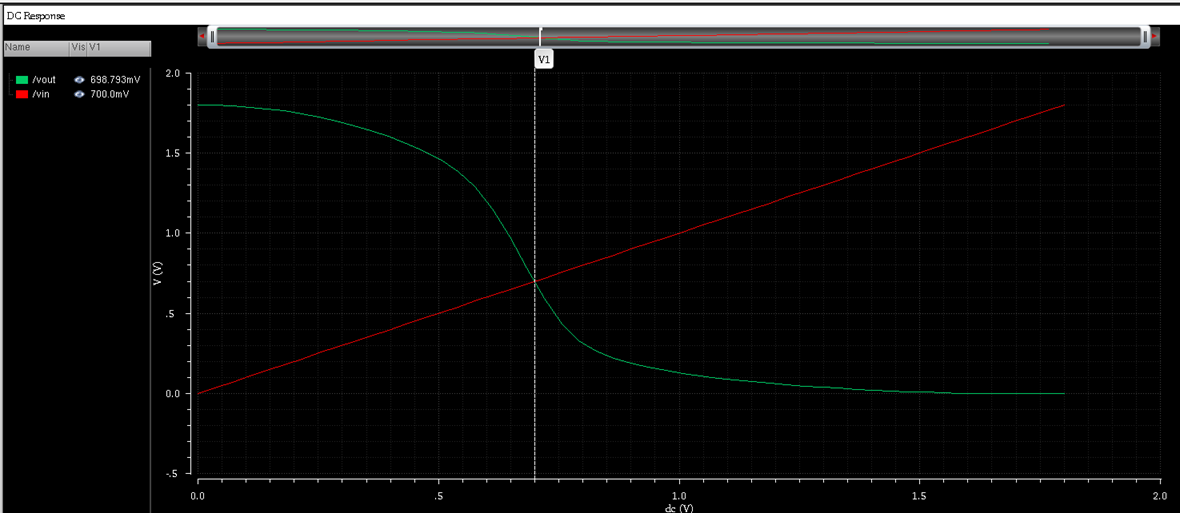 DC Response
Name Vis V1
/vout 698.793mV
/vin 700.0mV
V1
2.0
1.5
1.0
.5
0.0
-.5
V (V)
0.0 .5 1.0 1.5 2.0
dc (V)